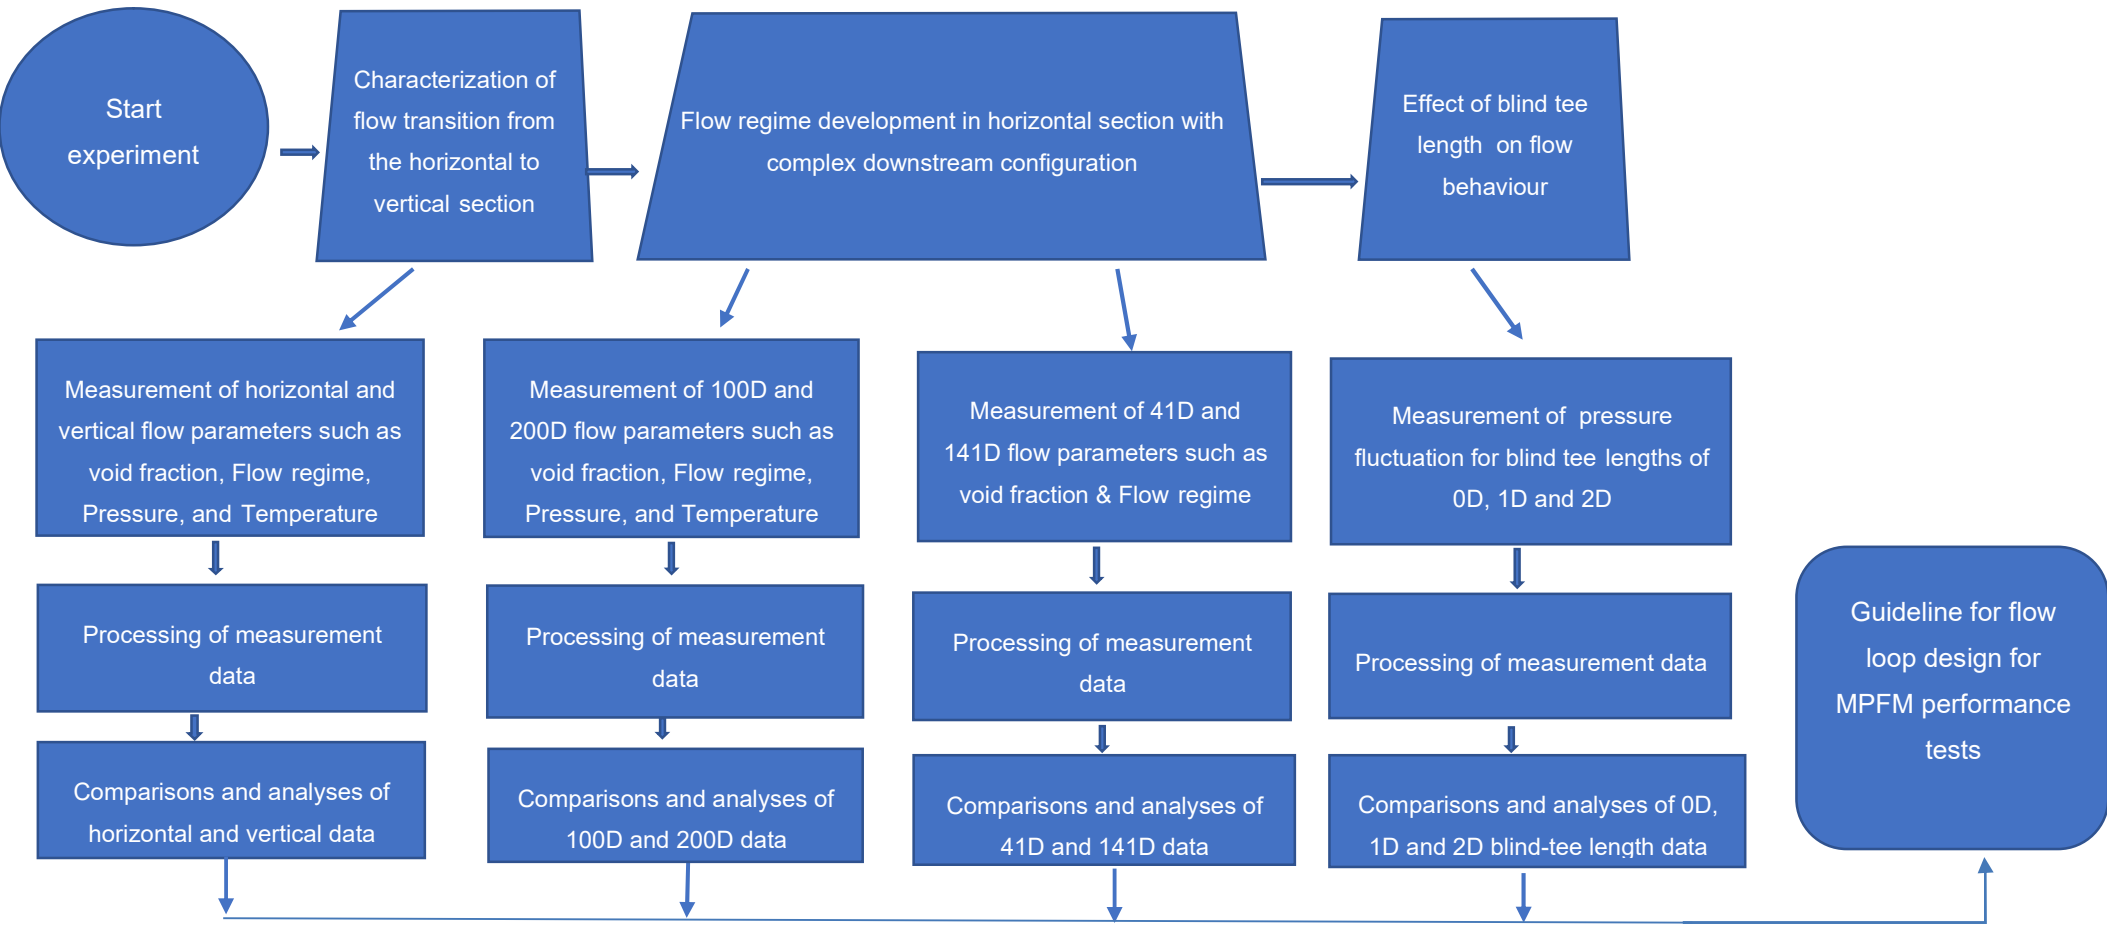 Start
experiment
Characterization of
flow transition from
the horizontal to
vertical section
Flow regime development in horizontal section with
complex downstream configuration
Effect of blind tee
length on flow
behaviour
Measurement of horizontal and
vertical flow parameters such as
void fraction, Flow regime,
Pressure, and Temperature
Measurement of 100D and
200D flow parameters such as
void fraction, Flow regime,
Pressure, and Temperature
Measurement of 41D and
141D flow parameters such as
void fraction & Flow regime
Measurement of pressure
fluctuation for blind tee lengths of
0D, 1D and 2D
Processing of measurement
data
Processing of measurement
data
Processing of measurement
data
Processing of measurement data
Comparisons and analyses of
horizontal and vertical data
Comparisons and analyses of
100D and 200D data
Comparisons and analyses of
41D and 141D data
Comparisons and analyses of 0D,
1D and 2D blind-tee length data
Guideline for flow
loop design for
MPFM performance
tests